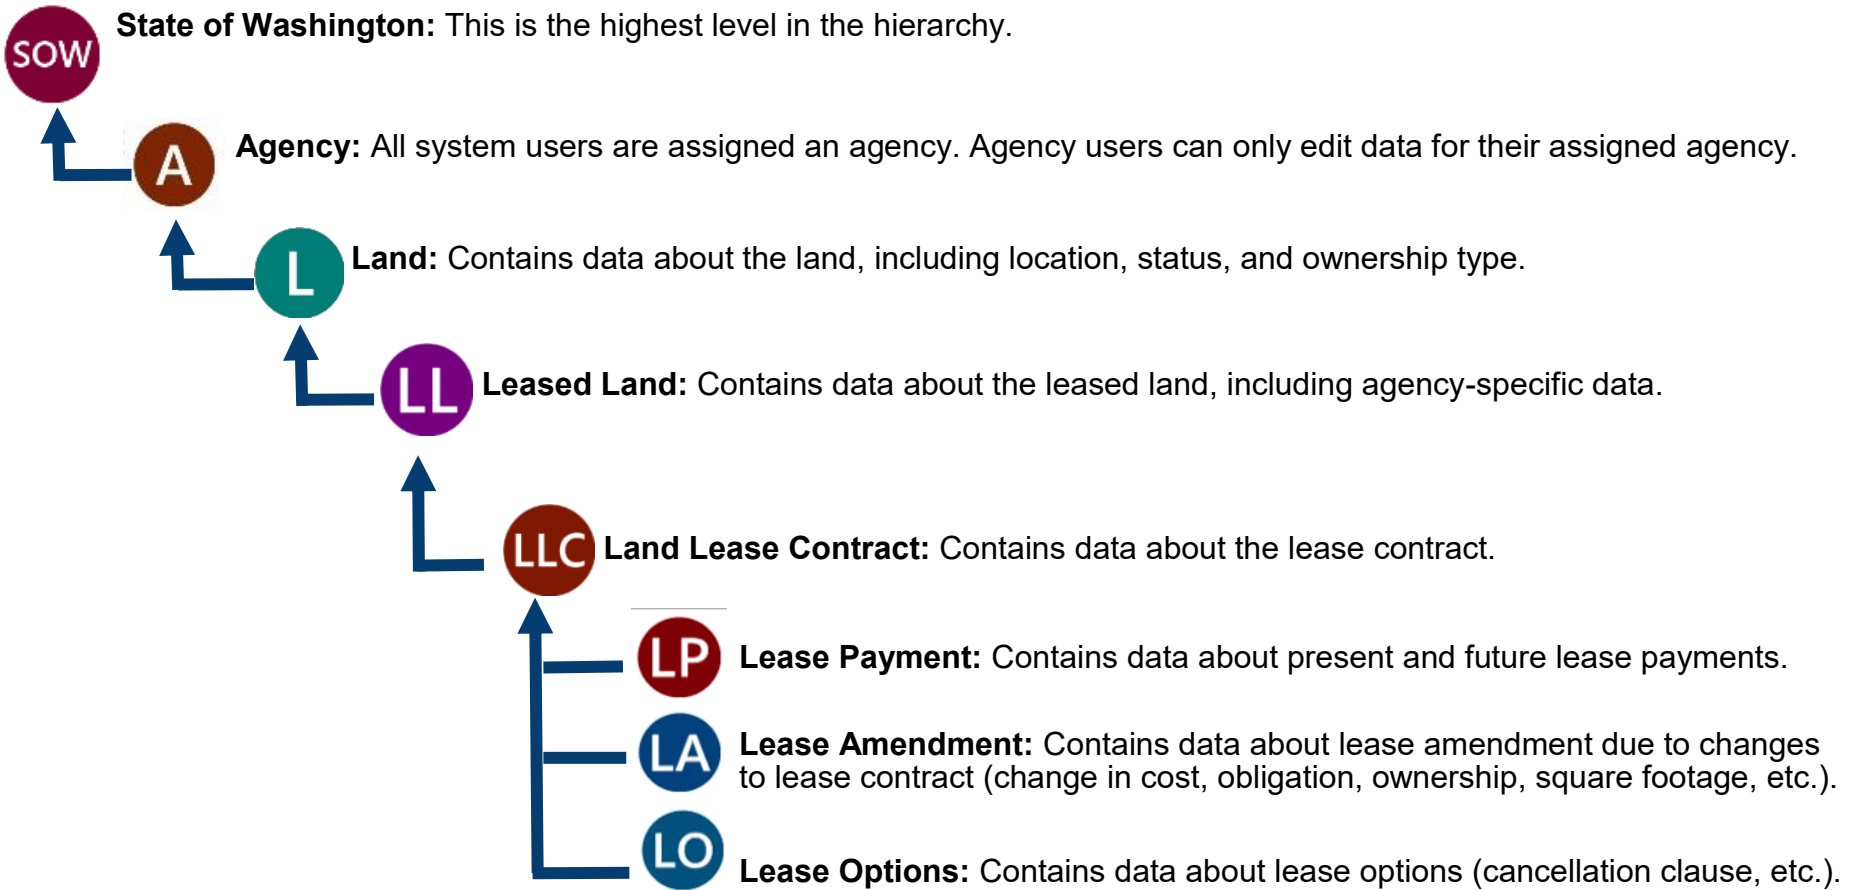 State of Washington: This is the highest level in the hierarchy.
SOW
A
Agency: All system users are assigned an agency. Agency users can only edit data for their assigned agency.
L
Land: Contains data about the land, including location, status, and ownership type.
LL
Leased Land: Contains data about the leased land, including agency-specific data.
LLC
Land Lease Contract: Contains data about the lease contract.
LP
Lease Payment: Contains data about present and future lease payments.
LA
Lease Amendment: Contains data about lease amendment due to changes
to lease contract (change in cost, obligation, ownership, square footage, etc.).
LO
Lease Options: Contains data about lease options (cancellation clause, etc.).